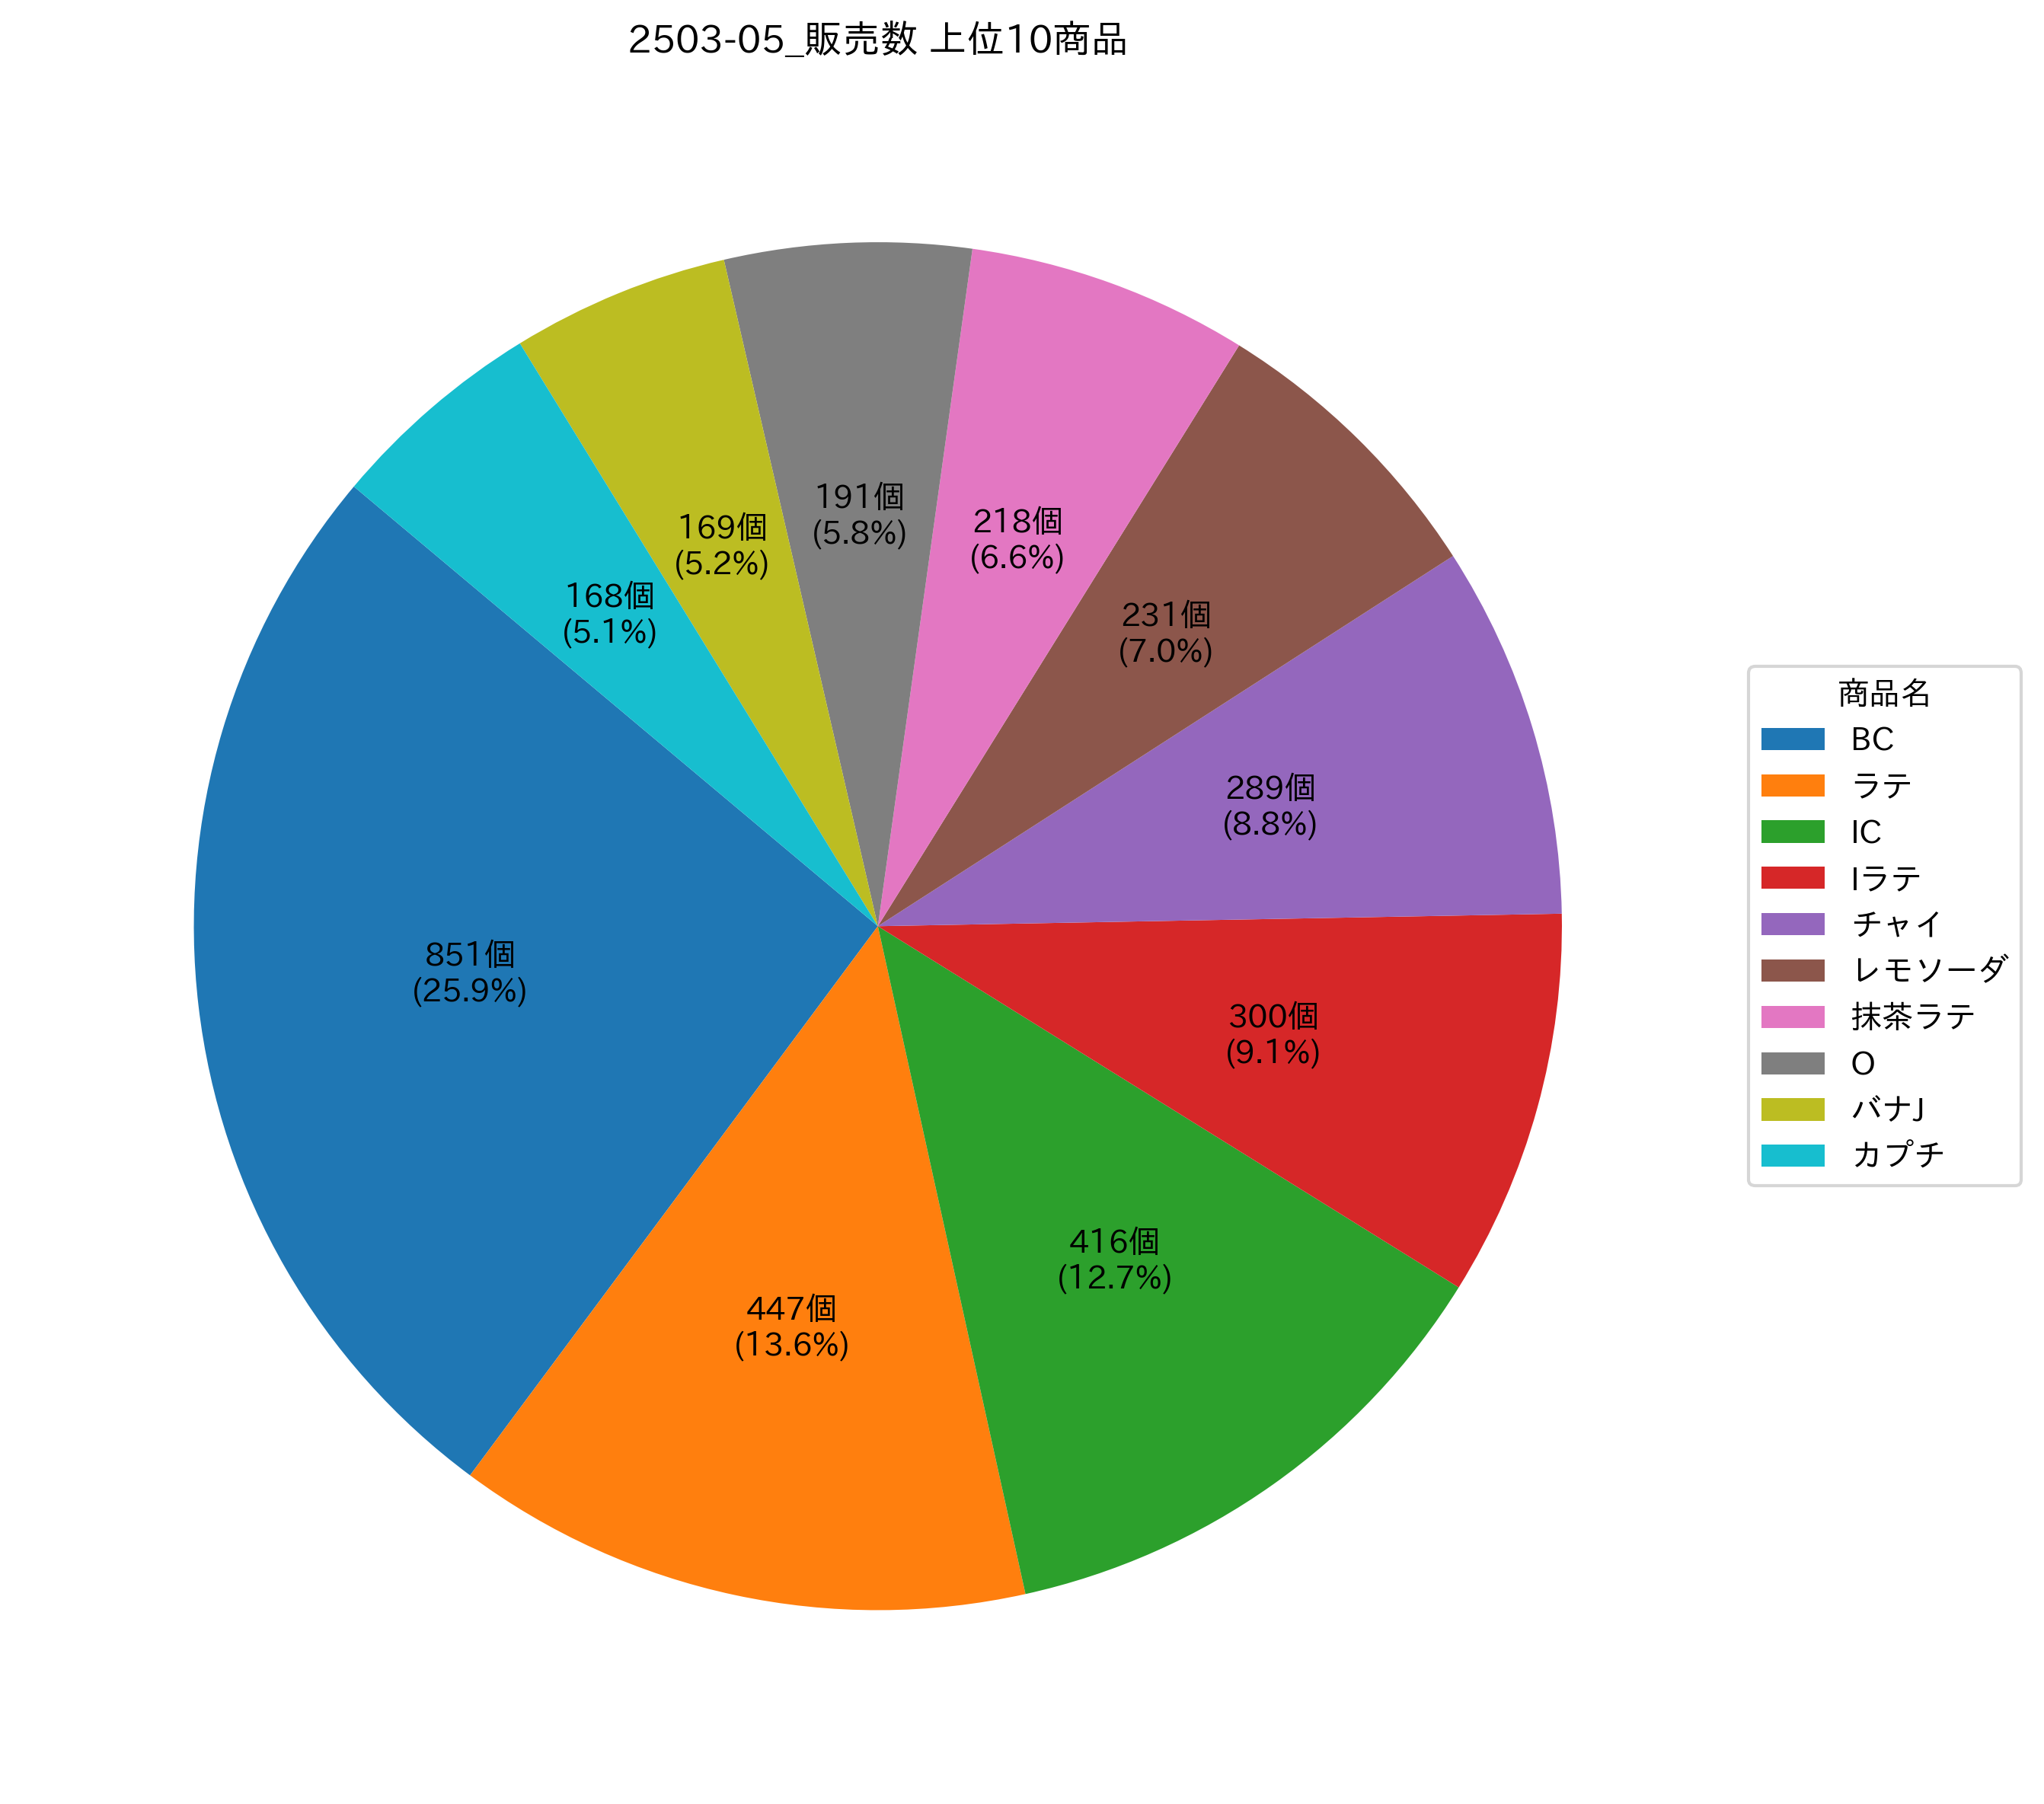 2503-05_販売数 上位10商品
191個
(5.8%)
218個
(6.6%)
169個
(5.2%)
168個
(5.1%)
231個
(7.0%)
289個
(8.8%)
851個
(25.9%)
300個
(9.1%)
416個
(12.7%)
447個
(13.6%)
商品名
BC
ラテ
IC
Iラテ
チャイ
レモソーダ
抹茶ラテ
O
バナJ
カプチ